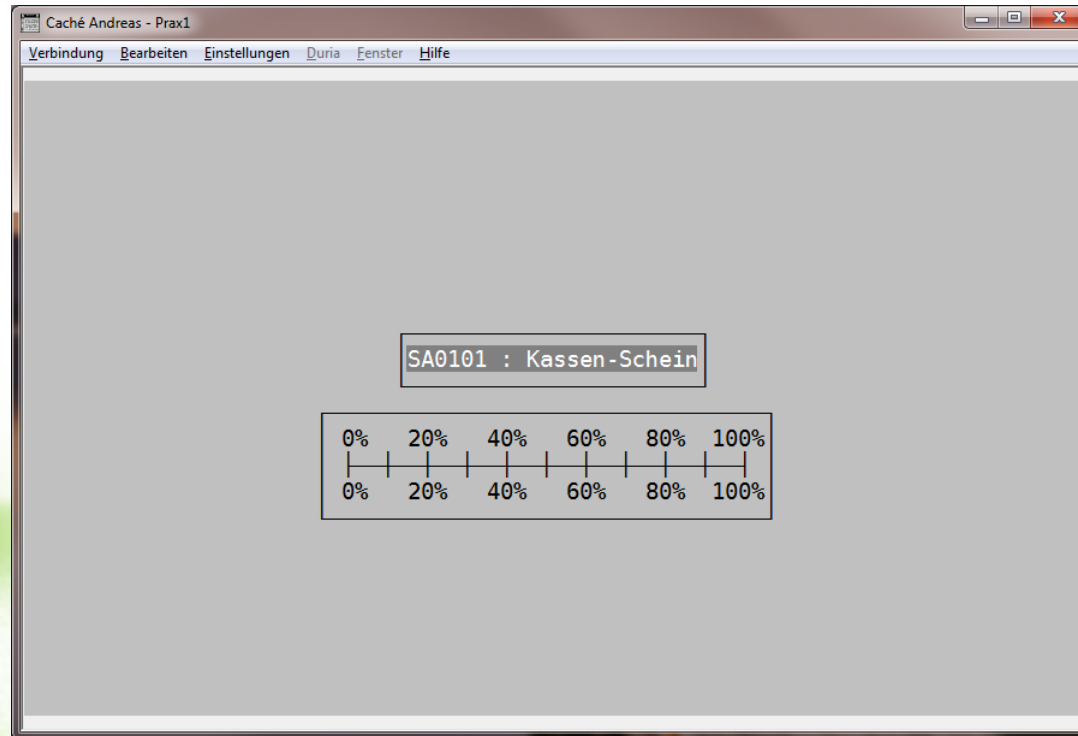 Caché Andreas - Prax1
Verbindung Bearbeiten Einstellungen Duria Fenster Hilfe
SA0101 : Kassen-Schein
0% 20% 40% 60% 80% 100%
0% 20% 40% 60% 80% 100%